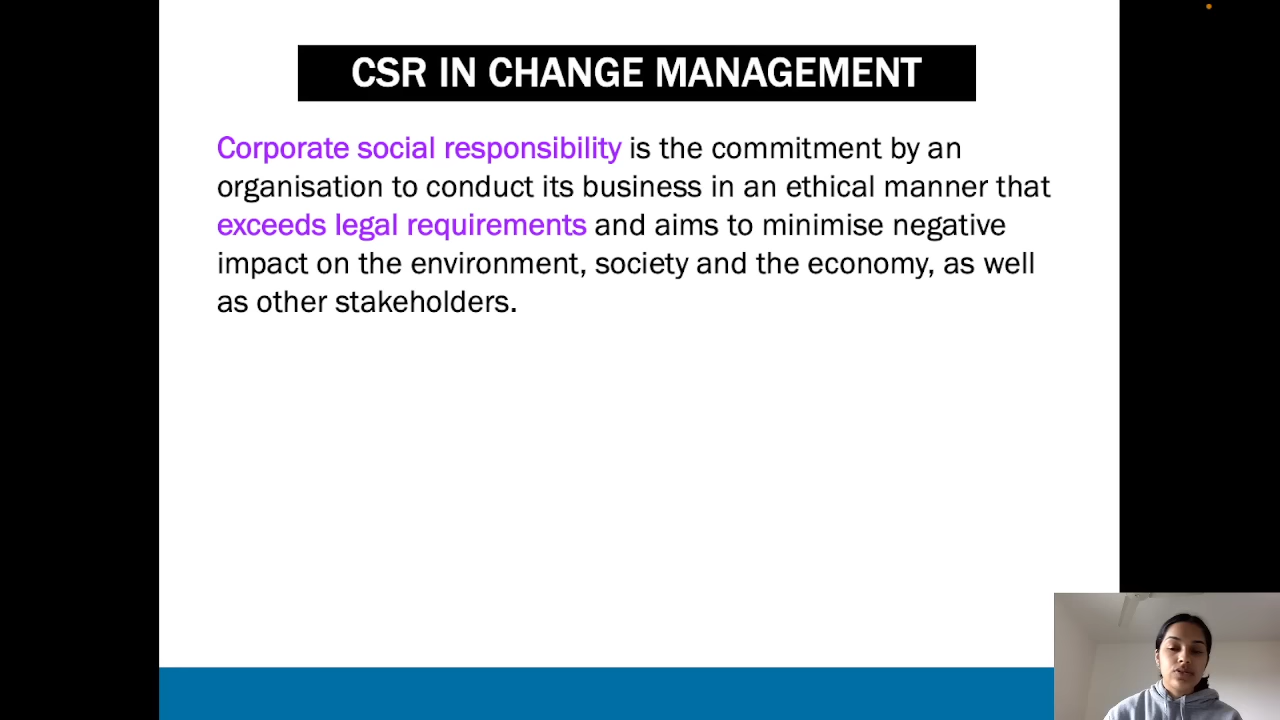 CSR IN CHANGE MANAGEMENT
Corporate social responsibility is the commitment by an
organisation to conduct its business in an ethical manner that
exceeds legal requirements and aims to minimise negative
impact on the environment, society and the economy, as well
as other stakeholders.